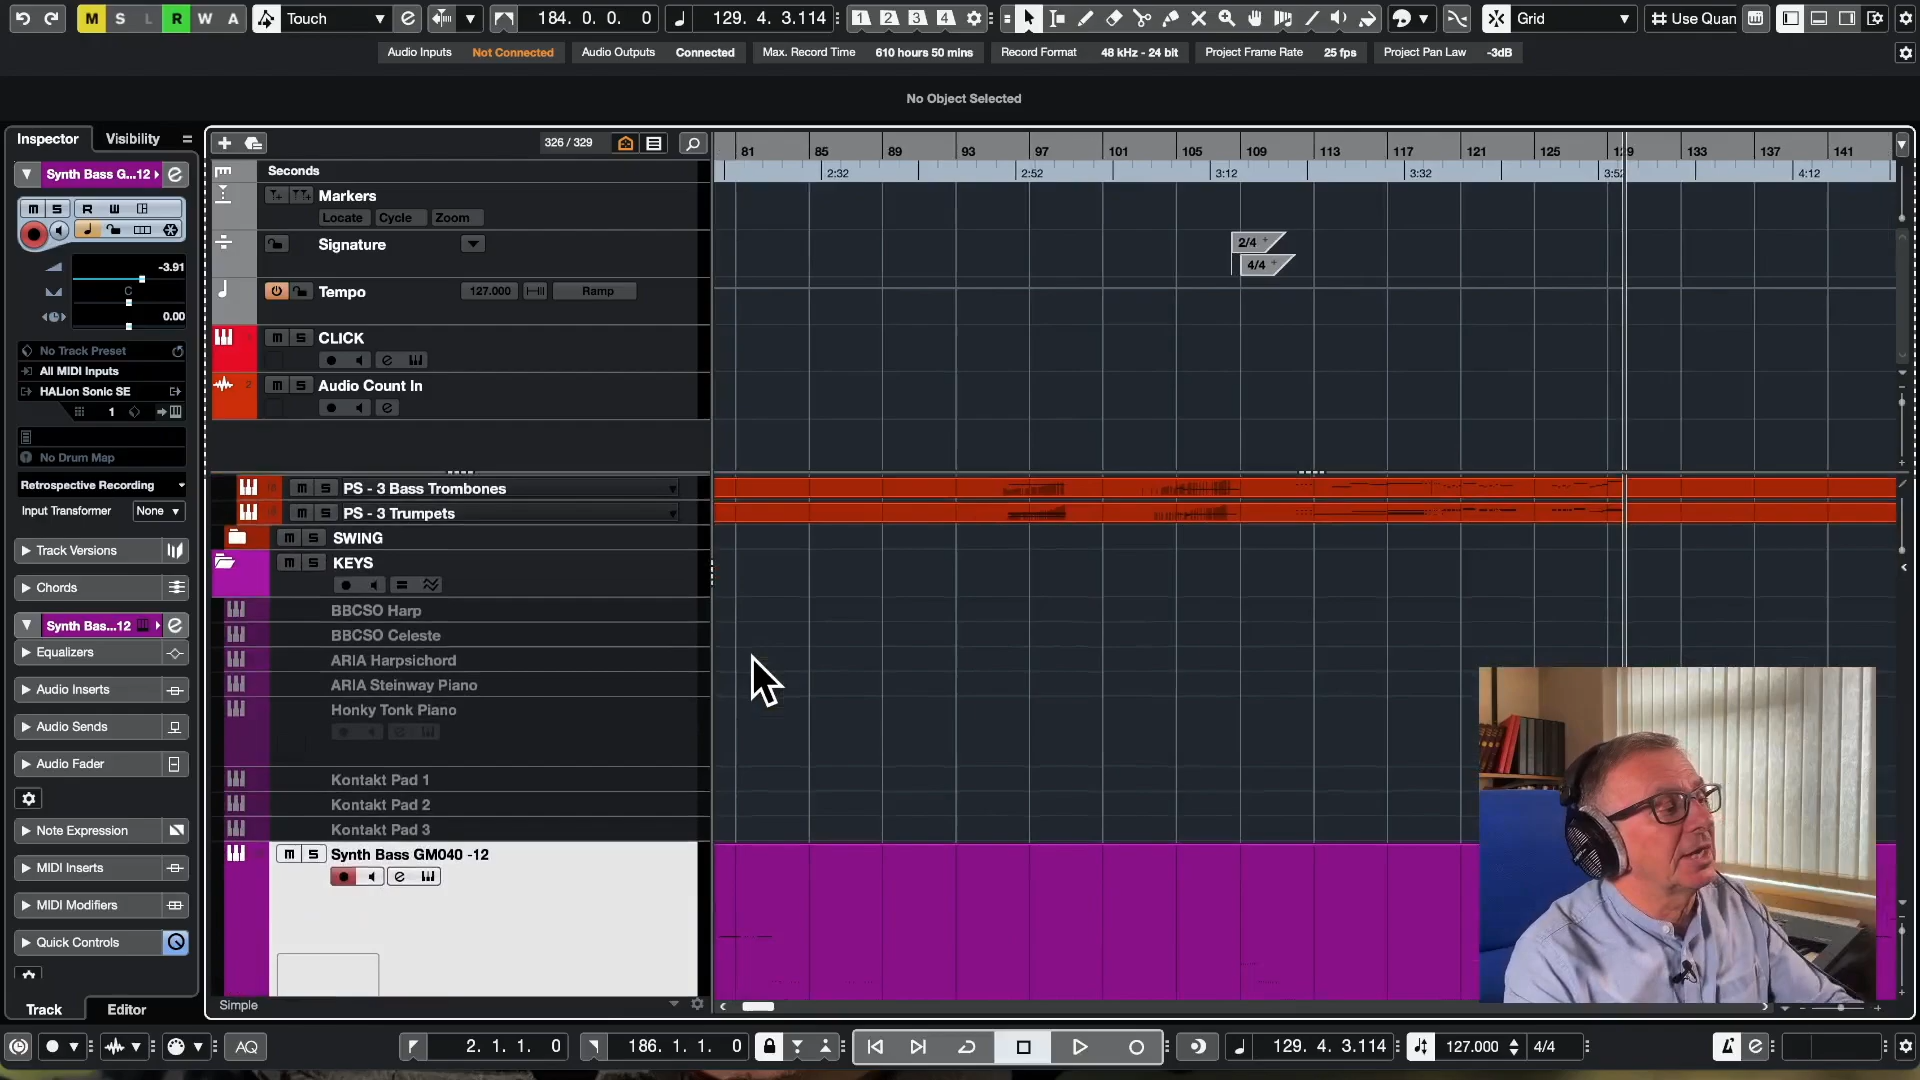 M S L R W A Touch 184. 0. 0. 0 129. 4. 3.114 1 2 3 4 Grid Use Quan
Audio Inputs Not Connected Audio Outputs Connected Max. Record Time 610 hours 50 mins Record Format 48 kHz - 24 bit Project Frame Rate 25 fps Project Pan Law -3dB
No Object Selected
Inspector Visibility
326 / 329
81 85 89 93 97 101 105 109 113 117 121 125 129 133 137 141
Seconds
2:32 2:52 3:12 3:32 3:52 4:12
Synth Bass G...12
Markers
Locate Cycle Zoom
M S R W
Signature
2/4
4/4
-3.91
C
0.00
Tempo 127.000 Ramp
M S CLICK
No Track Preset
All MIDI Inputs
HALion Sonic SE
1
2
M S Audio Count In
No Drum Map
Retrospective Recording
Input Transformer None
M S PS - 3 Bass Trombones
M S PS - 3 Trumpets
M S SWING
M S KEYS
Track Versions
Chords
Synth Bas...12
Equalizers
Audio Inserts
Audio Sends
Audio Fader
Note Expression
MIDI Inserts
MIDI Modifiers
Quick Controls
BBCSO Harp
BBCSO Celeste
ARIA Harpsichord
ARIA Steinway Piano
Honky Tonk Piano
Kontakt Pad 1
Kontakt Pad 2
Kontakt Pad 3
M S Synth Bass GM040 -12
Track Editor
Simple
AQ 2. 1. 1. 0 186. 1. 1. 0 129. 4. 3.114 127.000 4/4